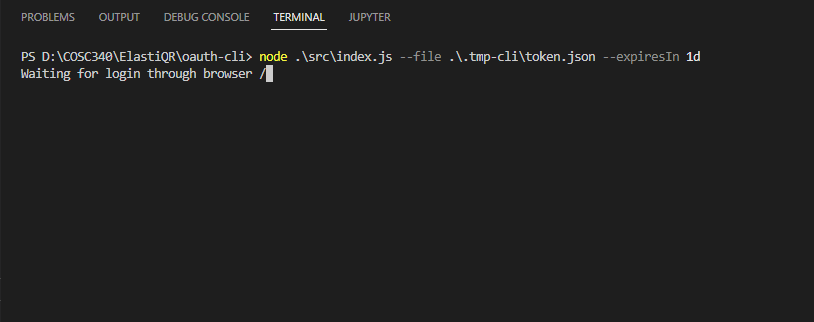 PROBLEMS OUTPUT DEBUG CONSOLE TERMINAL JUPYTER
PS D:\COSC340\ElastiQR\oauth-cli> node .\src\index.js --file .\.tmp-cli\token.json --expiresIn 1d
Waiting for login through browser /